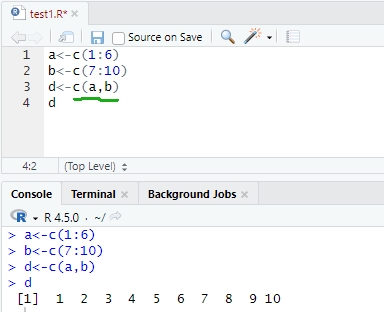 test1.R*
Source on Save
1 a<-c(1:6)
2 b<-c(7:10)
3 d<-c(a,b)
4 d
4:2 (Top Level)
Console Terminal Background Jobs
R 4.5.0 · ~/
> a<-c(1:6)
> b<-c(7:10)
> d<-c(a,b)
> d
[1] 1 2 3 4 5 6 7 8 9 10